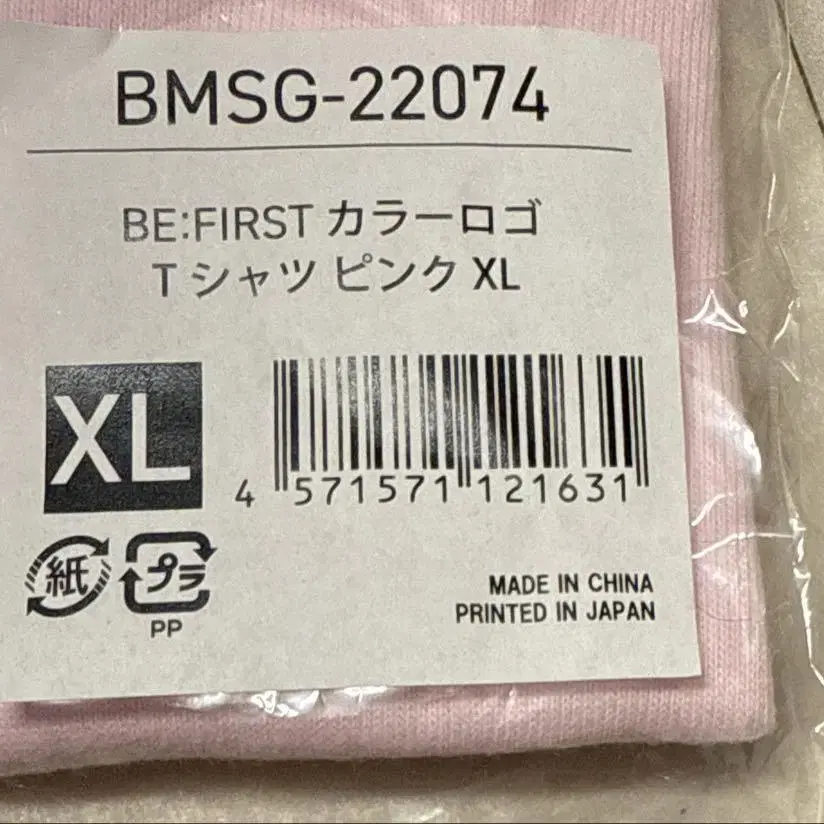 BMSG-22074
BE:FIRST カラーロゴ
Tシャツ ピンク XL
XL
4 571571 121631
紙
プラ
PP
MADE IN CHINA
PRINTED IN JAPAN